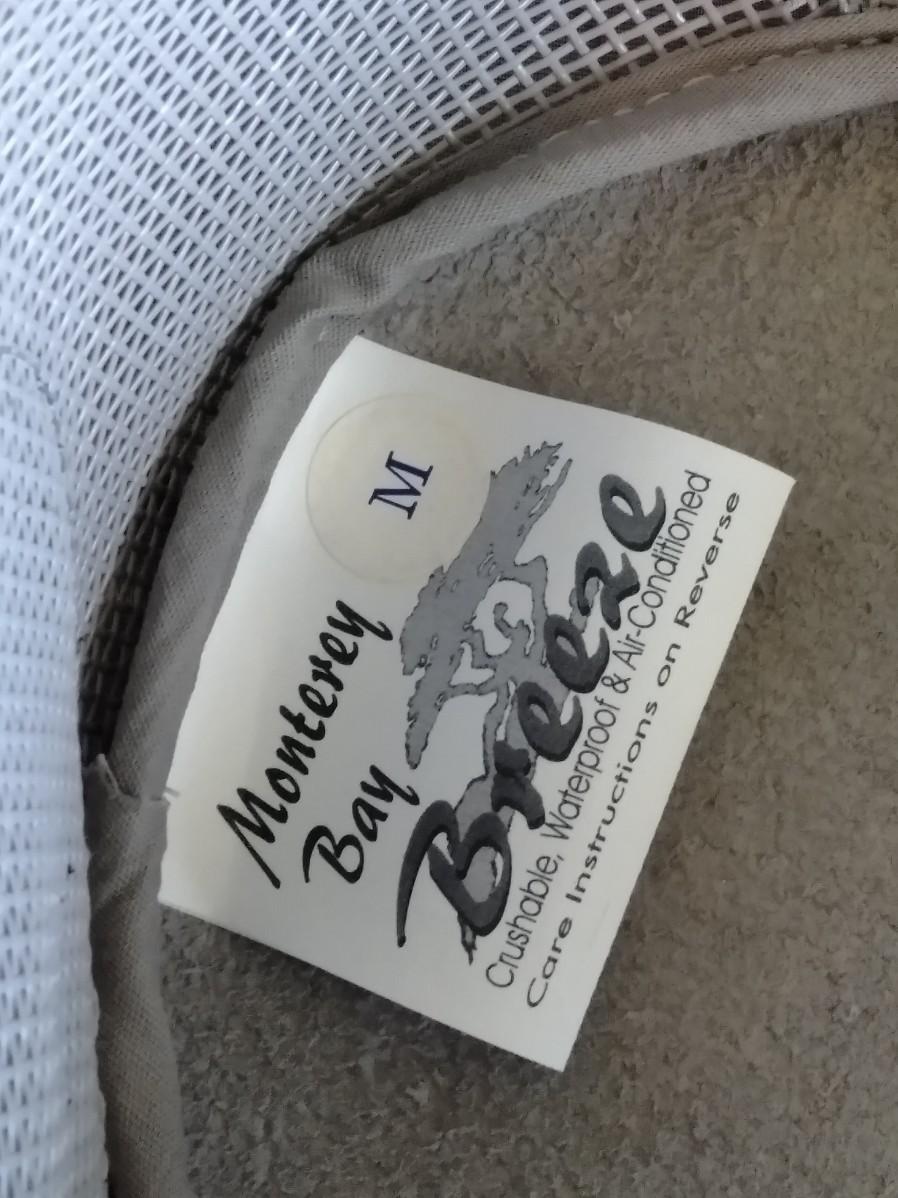 M
Monterey
Bay
Breeze
Crushable, Waterproof & Air-Conditioned
Care Instructions on Reverse